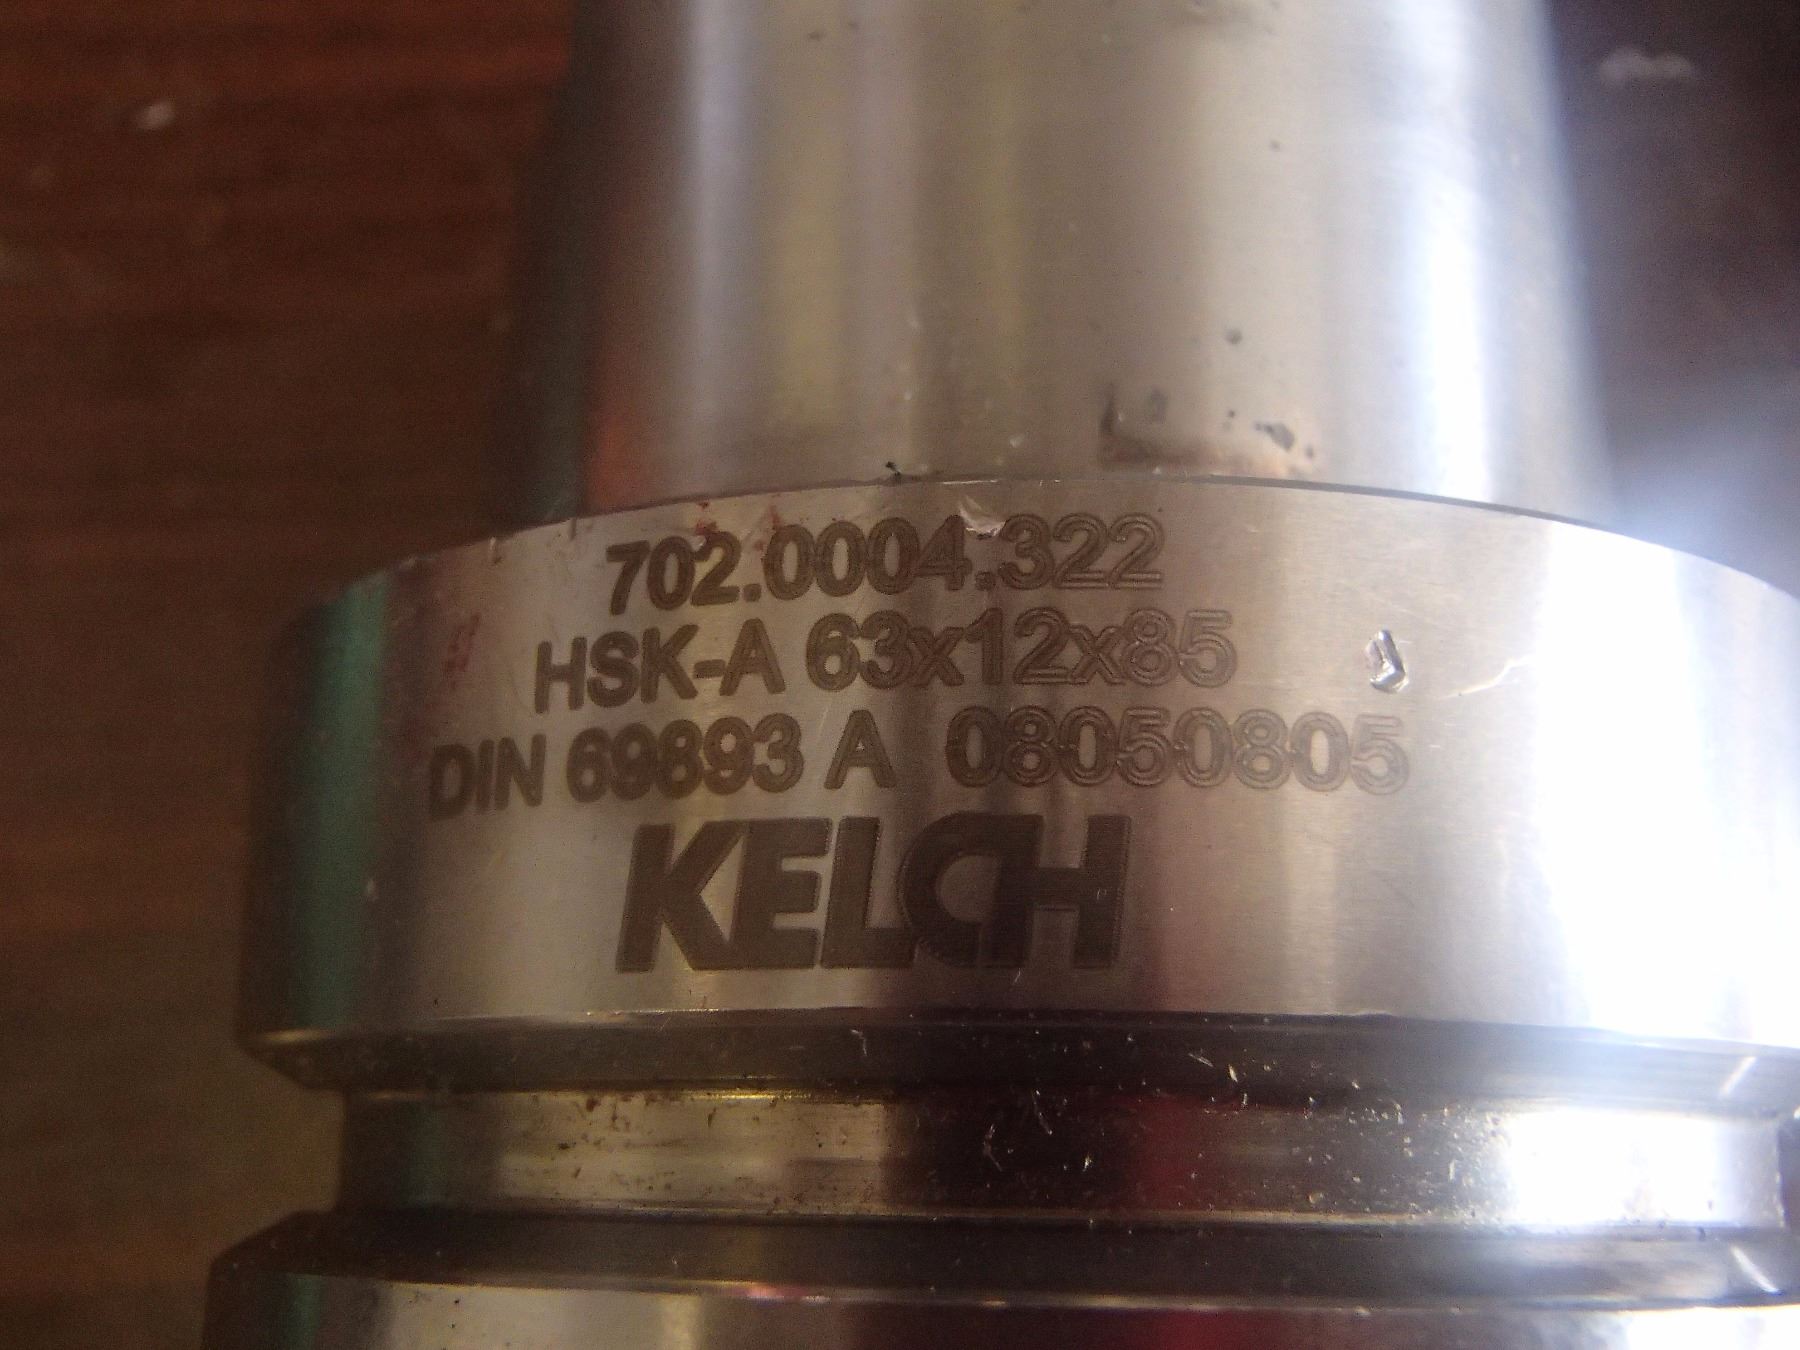 702.0004.322
HSK-A 63x12x85
DIN 69893 A 08050805
KELCH